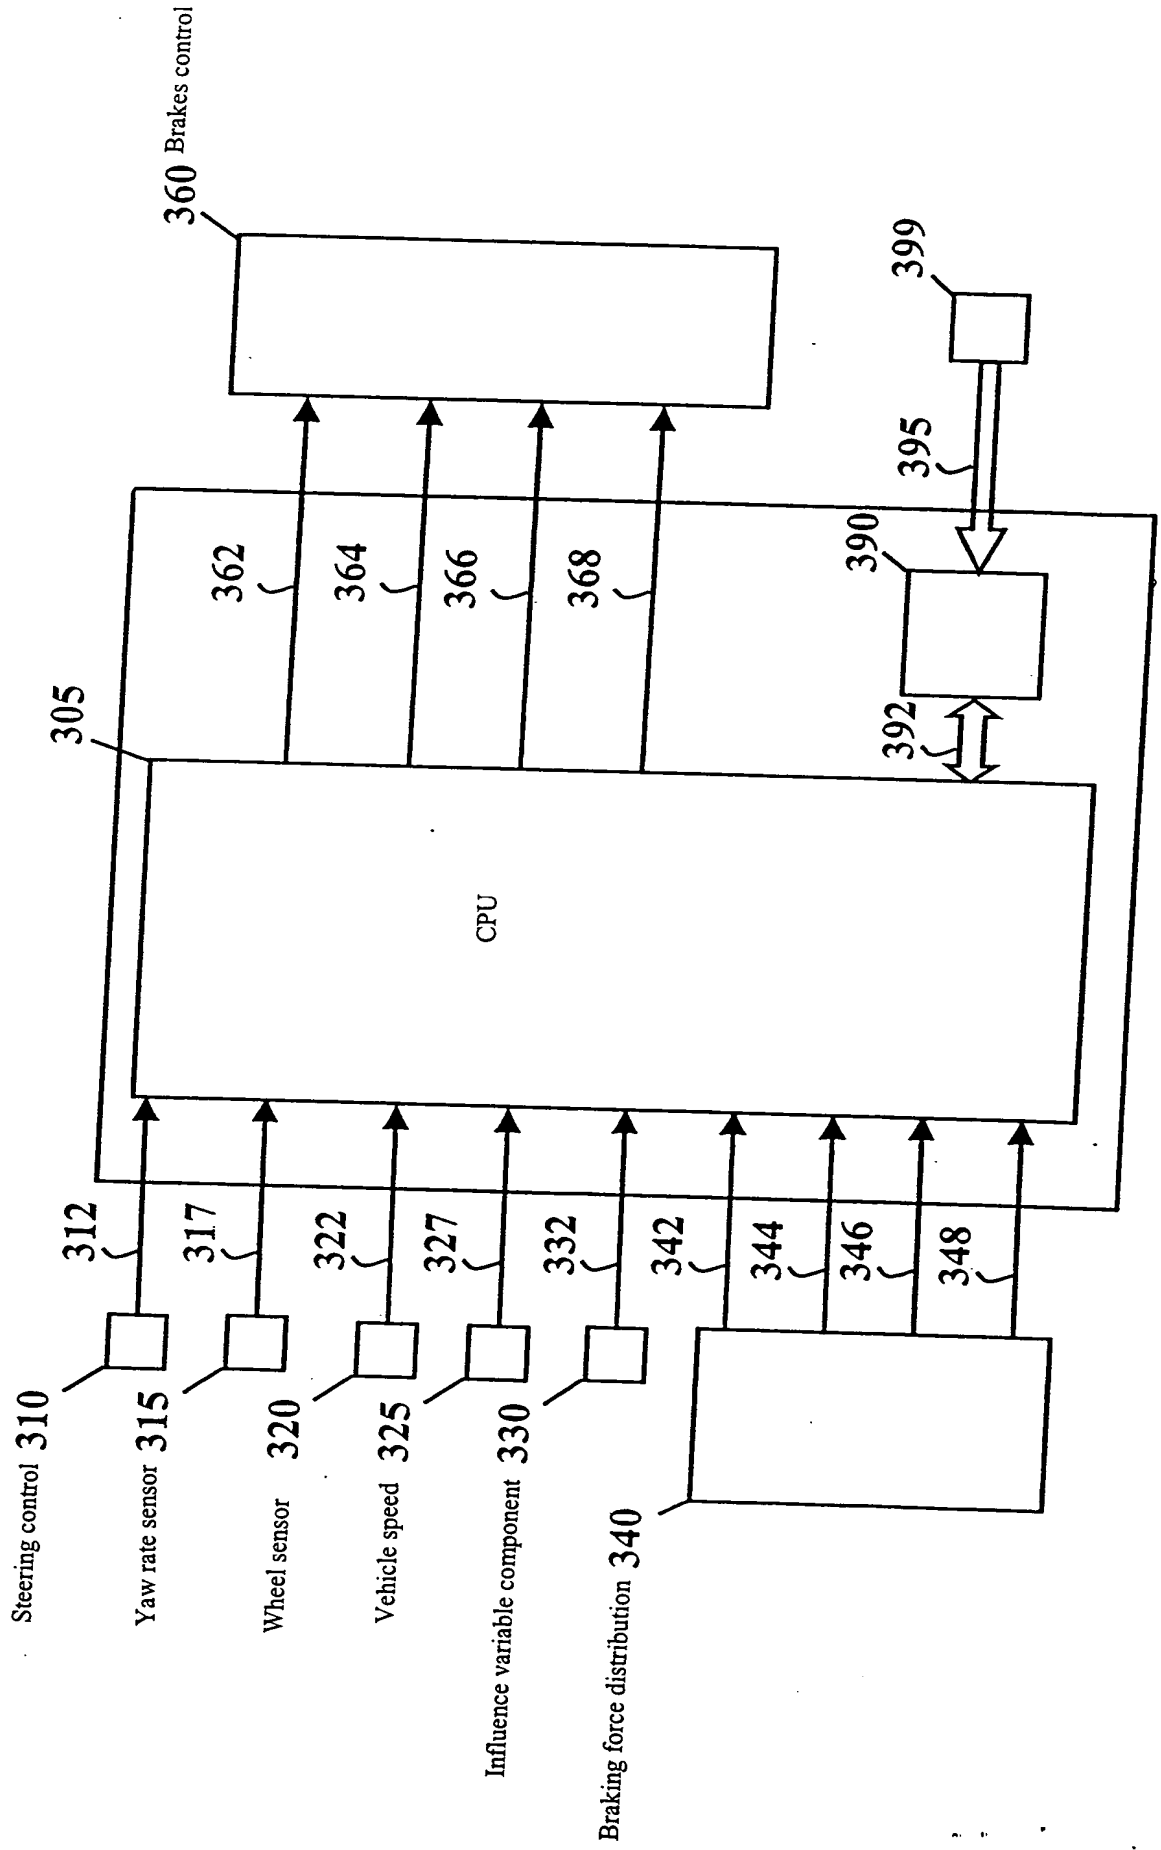 Steering control 310
Yaw rate sensor 315
Wheel sensor 320
Vehicle speed 325
Influence variable component 330
Braking force distribution 340
312
317
322
327
332
342
344
346
348
305
CPU
362
364
366
368
392
390
395
399
360 Brakes control